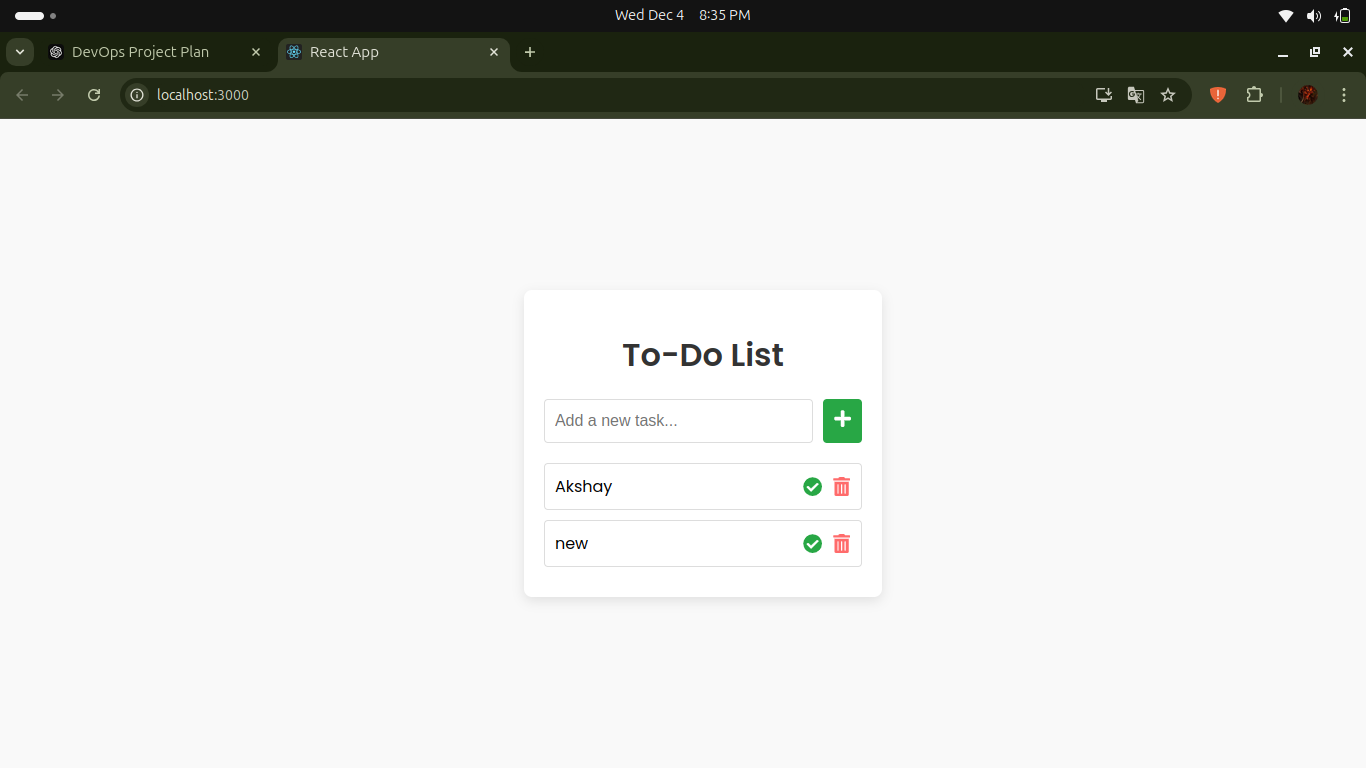 Wed Dec 4 8:35 PM
DevOps Project Plan
React App
localhost:3000
To-Do List
Add a new task...
Akshay
new